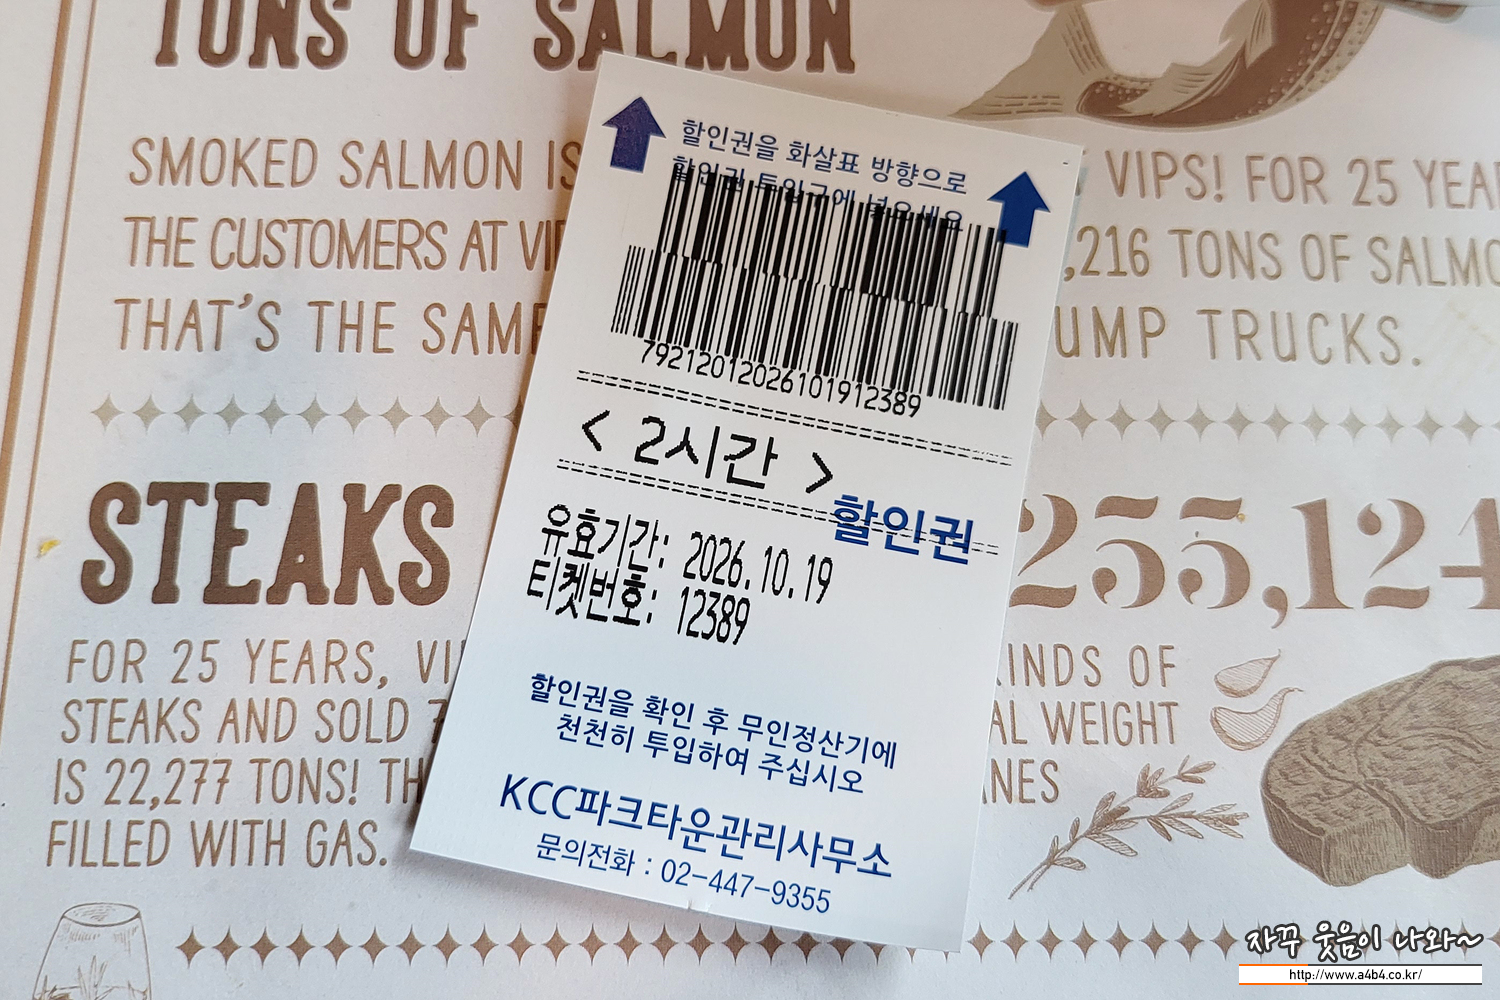 TONS OF SALMON
SMOKED SALMON IS
THE CUSTOMERS AT VIP
THAT'S THE SAME
VIPS! FOR 25 YEA
,216 TONS OF SALMO
UMP TRUCKS.
할인권을 화살표 방향으로
할인권 투입구에 넣으세요
7921201202610191 2389
< 2시간 >
할인권
유효기간: 2026.10.19
티켓번호: 12389
할인권을 확인 후 무인정산기에
천천히 투입하여 주십시오
KCC파크타운관리사무소
문의전화 : 02-447-9355
STEAKS
255,124
FOR 25 YEARS, VI
STEAKS AND SOLD 7
IS 22,277 TONS! TH
FILLED WITH GAS.
INDS OF
AL WEIGHT
ANES
자꾸 웃음이 나와~
http://www.a4b4.co.kr/